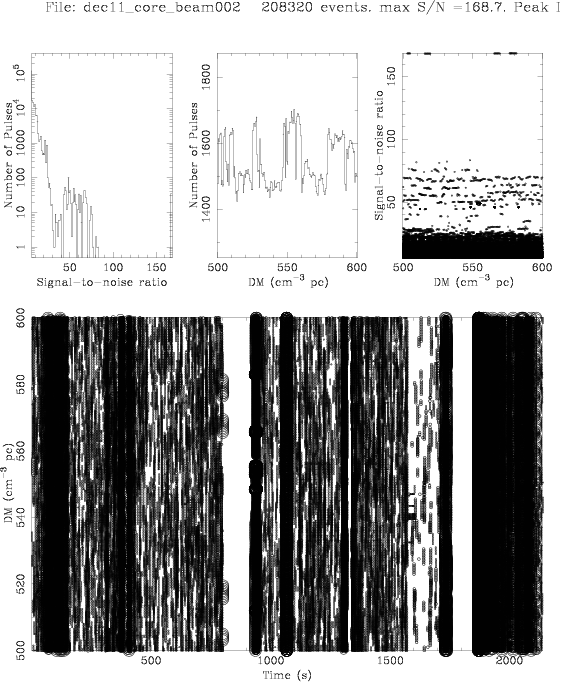 File: dec11_core_beam002 208320 events. max S/N =168.7. Peak
Number of Pulses
10⁵
10⁴
1000
100
10
1
50 100 150
Signal-to-noise ratio
Number of Pulses
1800
1600
1400
500 550 600
DM (cm⁻³ pc)
Signal-to-noise ratio
150
100
50
500 550 600
DM (cm⁻³ pc)
DM (cm⁻³ pc)
600
580
560
540
520
500
500 1000 1500 2000
Time (s)